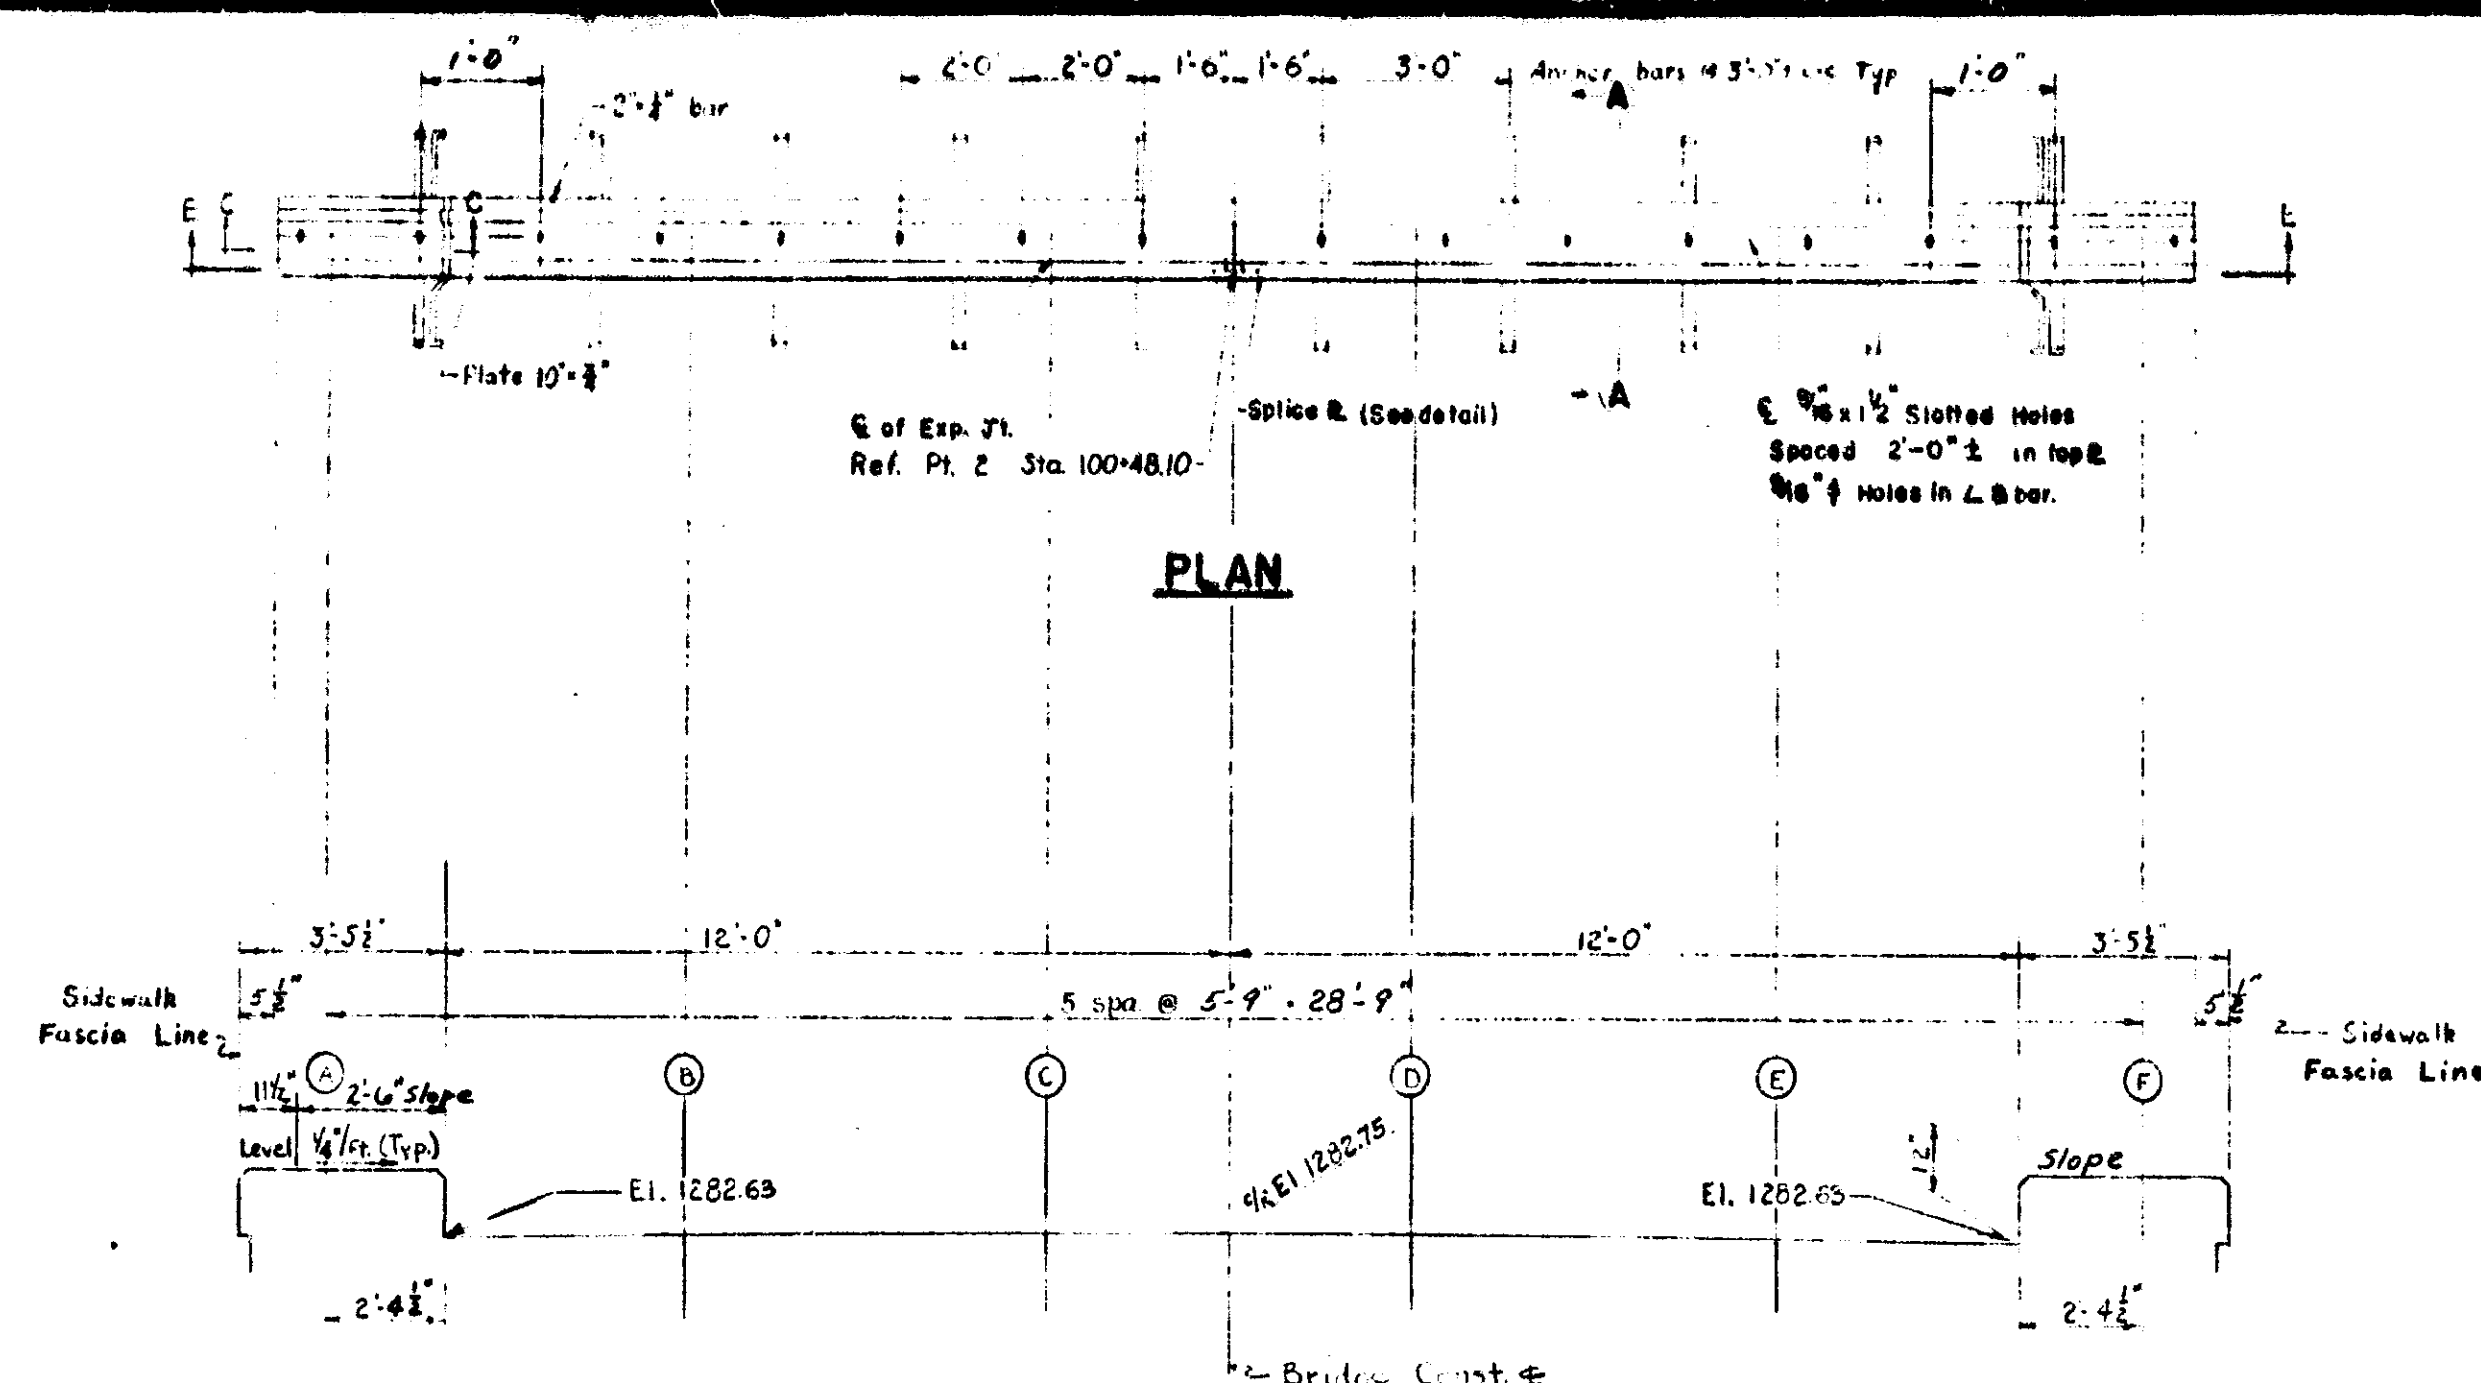 1'-0"
2'-0
2'-0"
1'-6"
1'-6"
3'-0"
bars
Typ
1'-0"
2" x ¼" bar
A
E
C
C
E
Plate 10" x ¾"
A
Splice ℄ (See detail)
℄ of Exp. Jt.
Ref. Pt. 2 Sta. 100+48.10
℄ 9/16" x 1½" Slotted Holes
Spaced 2'-0" ± in top ℄
9/16" ϕ Holes in L & bar.
PLAN
3'-5½"
12'-0"
12'-0"
3'-5½"
Sidewalk
Fascia Line
5½"
5 spa @ 5'-9" = 28'-9"
5½"
Sidewalk
Fascia Line
A
B
C
D
E
F
11½"
2'-6" Slope
Level
¼"/Ft. (Typ.)
El. 1282.63
El 1282.75
El. 1282.63
12"
Slope
2'-4½"
2'-4½"
Bridge Const. ℄